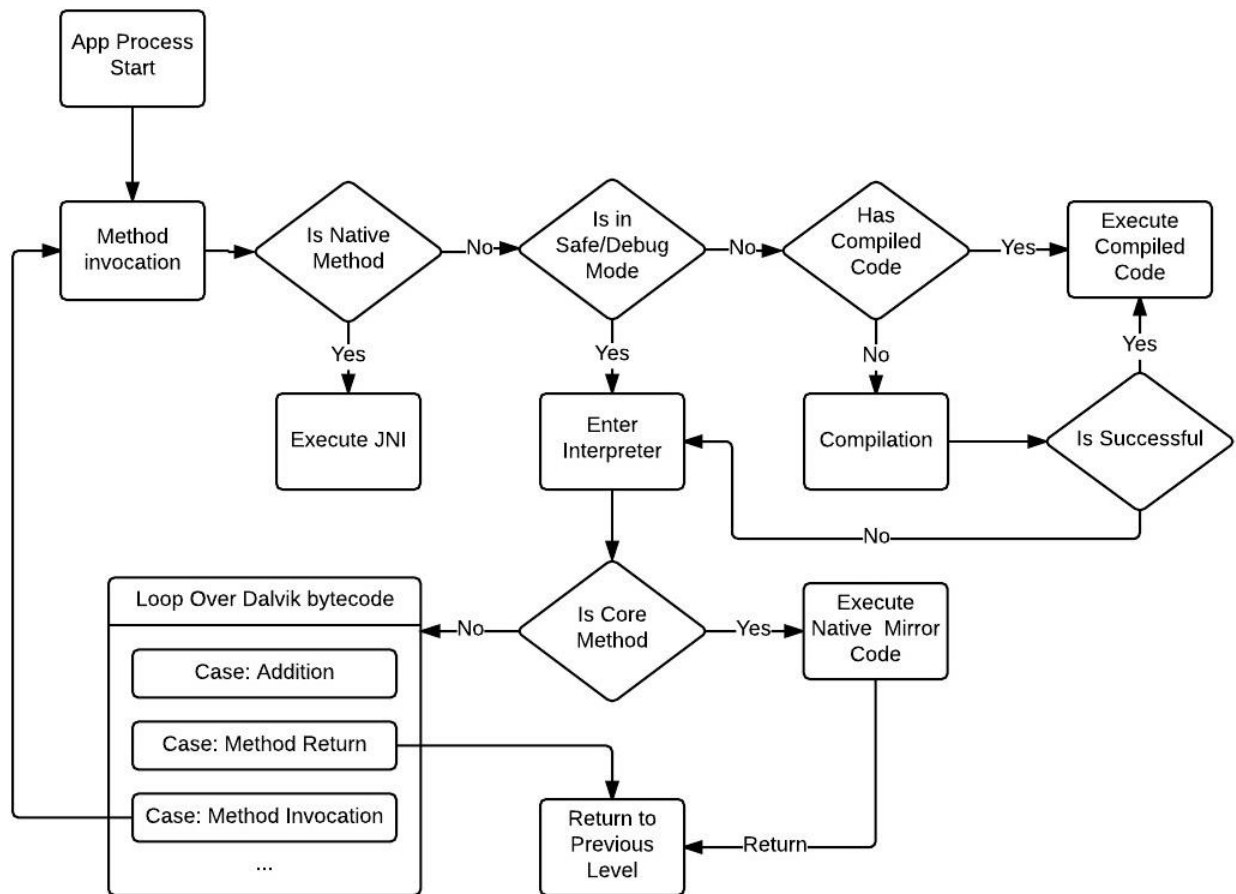 App Process
Start
Method
invocation
Is Native
Method
No
Is in
Safe/Debug
Mode
No
Has
Compiled
Code
Yes
Execute
Compiled
Code
Yes
Yes
No
Yes
Execute JNI
Enter
Interpreter
Compilation
Is Successful
No
Loop Over Dalvik bytecode
No
Is Core
Method
Yes
Execute
Native Mirror
Code
Case: Addition
Case: Method Return
Case: Method Invocation
...
Return to
Previous
Level
Return